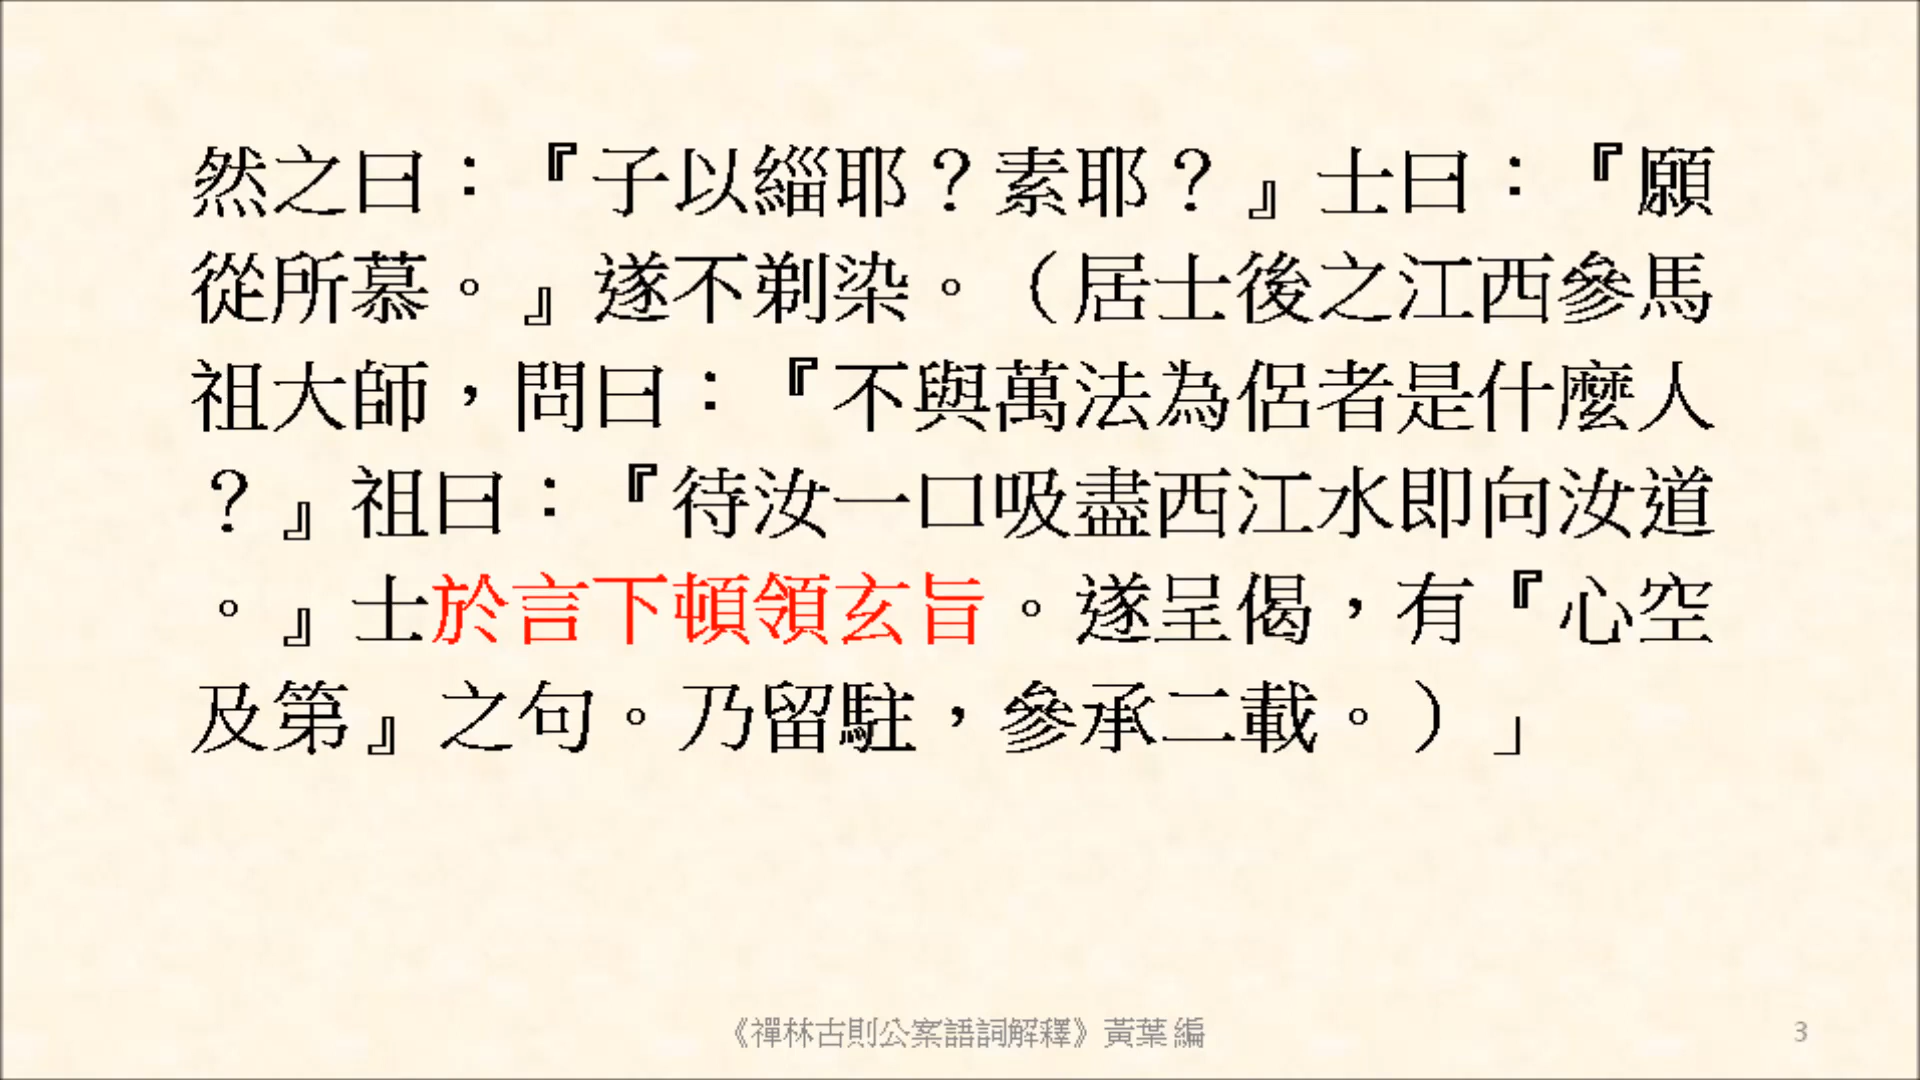 然之曰：『子以緇耶？素耶？』士曰：『願
從所慕。』遂不剃染。（居士後之江西參馬
祖大師，問曰：『不與萬法為侶者是什麼人
？』祖曰：『待汝一口吸盡西江水即向汝道
。』士於言下頓領玄旨。遂呈偈，有『心空
及第』之句。乃留駐，參承二載。）」
《禪林古則公案語詞解釋》黃葉 編
3